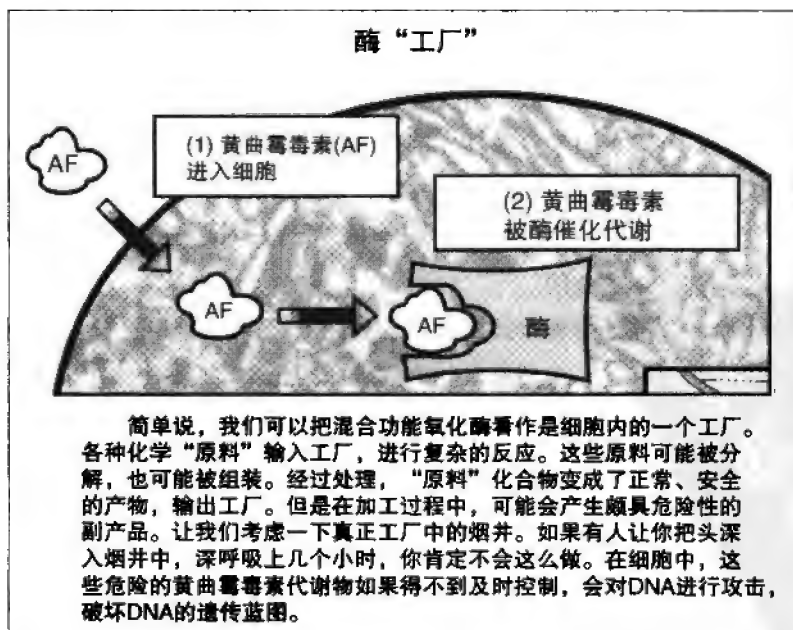 酶“工厂”
AF
(1) 黄曲霉毒素(AF)
进入细胞
(2) 黄曲霉毒素
被酶催化代谢
AF
AF
酶
简单说，我们可以把混合功能氧化酶看作是细胞内的一个工厂。
各种化学“原料”输入工厂，进行复杂的反应。这些原料可能被分
解，也可能被组装。经过处理，“原料”化合物变成了正常、安全
的产物，输出工厂。但是在加工过程中，可能会产生颇具危险性的
副产品。让我们考虑一下真正工厂中的烟井。如果有人让你把头深
入烟井中，深呼吸上几个小时，你肯定不会这么做。在细胞中，这
些危险的黄曲霉毒素代谢物如果得不到及时控制，会对DNA进行攻击，
破坏DNA的遗传蓝图。